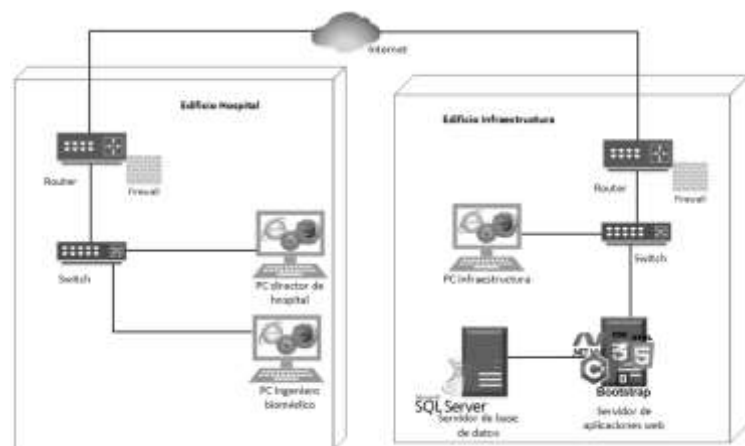 Internet
Edificio Hospital
Router
Firewall
Switch
PC director de
hospital
PC Ingeniero
biomédico
Edificio Infraestructura
Router
Firewall
Switch
PC Infraestructura
SQL Server
Servidor de base
de datos
Bootstrap
Servidor de
aplicaciones web